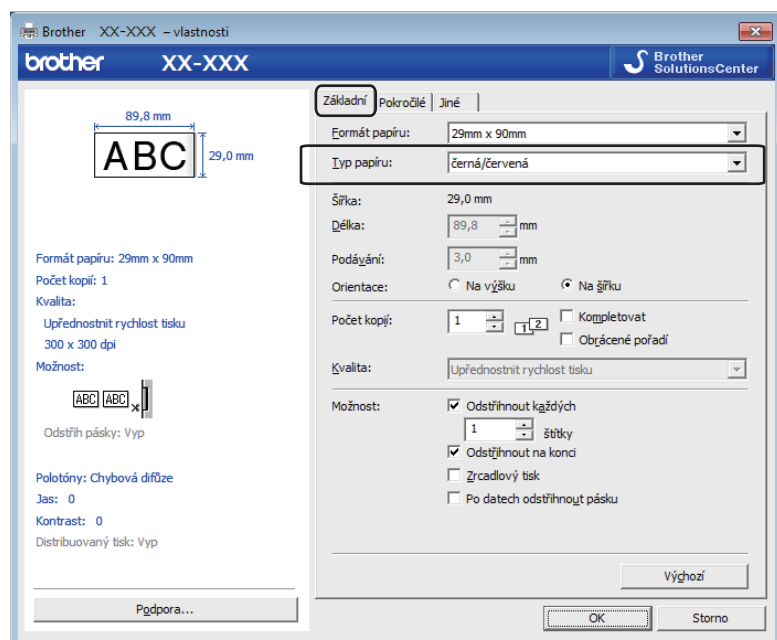 Brother XX-XXX – vlastnosti
brother XX-XXX
Brother SolutionsCenter
89,8 mm
ABC
29,0 mm
Formát papíru: 29mm x 90mm
Počet kopií: 1
Kvalita:
Upřednostnit rychlost tisku
300 x 300 dpi
Možnost:
ABC ABC
Odstřih pásky: Vyp
Polotóny: Chybová difůze
Jas: 0
Kontrast: 0
Distribuovaný tisk: Vyp
Podpora...
Základní Pokročilé Jiné
Formát papíru: 29mm x 90mm
Typ papíru: černá/červená
Šířka: 29,0 mm
Délka: 89,8 mm
Podávání: 3,0 mm
Orientace: Na výšku Na šířku
Počet kopií: 1 1 2 Kompletovat
Obrácené pořadí
Kvalita: Upřednostnit rychlost tisku
Možnost: Odstřihnout každých
1 štítky
Odstřihnout na konci
Zrcadlový tisk
Po datech odstřihnout pásku
Výchozí
OK Storno